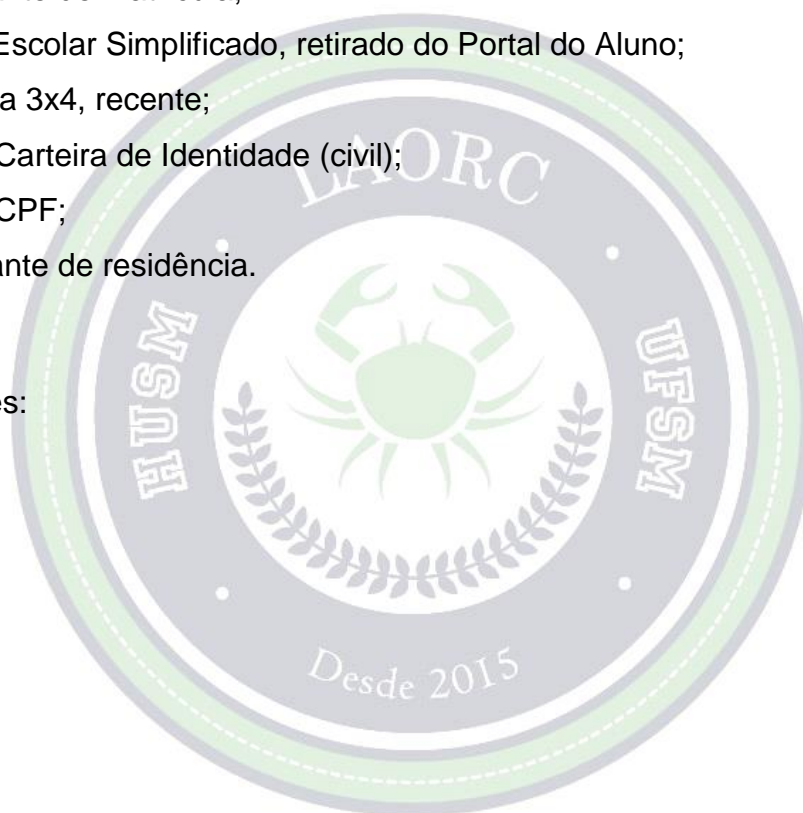 Escolar Simplificado, retirado do Portal do Aluno;
a 3x4, recente;
Carteira de Identidade (civil);
CPF;
ante de residência.
es:
LAORC
HUSM
UFSM
Desde 2015